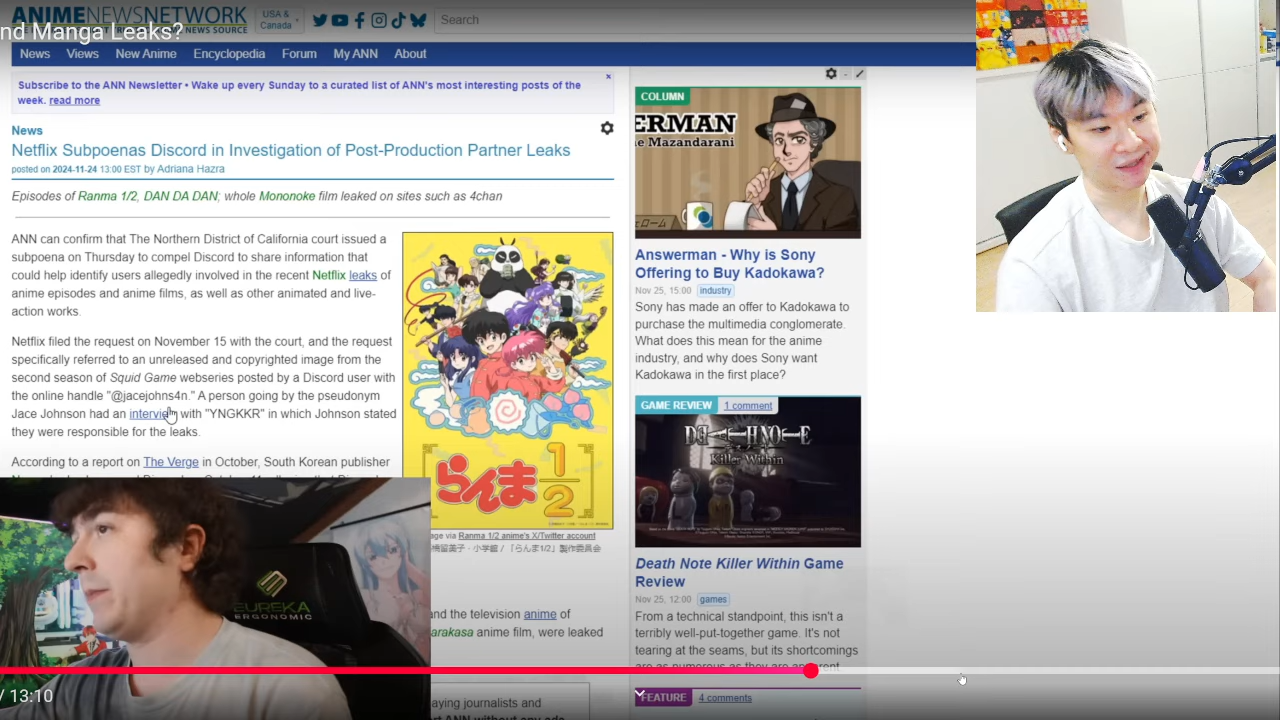 ANIMENEWSNETWORK
NEWS SOURCE
nd Manga Leaks?
USA &
Canada
Search
News Views New Anime Encyclopedia Forum My ANN About
Subscribe to the ANN Newsletter • Wake up every Sunday to a curated list of ANN's most interesting posts of the
week. read more
News
Netflix Subpoenas Discord in Investigation of Post-Production Partner Leaks
posted on 2024-11-24 13:00 EST by Adriana Hazra
Episodes of Ranma 1/2, DAN DA DAN; whole Mononoke film leaked on sites such as 4chan
ANN can confirm that The Northern District of California court issued a
subpoena on Thursday to compel Discord to share information that
could help identify users allegedly involved in the recent Netflix leaks of
anime episodes and anime films, as well as other animated and live-
action works.
Netflix filed the request on November 15 with the court, and the request
specifically referred to an unreleased and copyrighted image from the
second season of Squid Game webseries posted by a Discord user with
the online handle "@jacejohns4n." A person going by the pseudonym
Jace Johnson had an intervi with "YNGKKR" in which Johnson stated
they were responsible for the leaks.
According to a report on The Verge in October, South Korean publisher
らんま1/2
age via Ranma 1/2 anime's X/Twitter account
橋留美子・小学館 / 「らんま1/2」製作委員会
and the television anime of
arakasa anime film, were leaked
aying journalists and
rt ANN without any ads
EUREKA
ERGONOMIC
/ 13:10
COLUMN
ERMAN
e Mazandarani
Answerman - Why is Sony
Offering to Buy Kadokawa?
Nov 25, 15:00 industry
Sony has made an offer to Kadokawa to
purchase the multimedia conglomerate.
What does this mean for the anime
industry, and why does Sony want
Kadokawa in the first place?
GAME REVIEW 1 comment
DEATH NOTE
Killer Within
Death Note Killer Within Game
Review
Nov 25, 12:00 games
From a technical standpoint, this isn't a
terribly well-put-together game. It's not
tearing at the seams, but its shortcomings
are as numerous as they are apparent.
FEATURE 4 comments